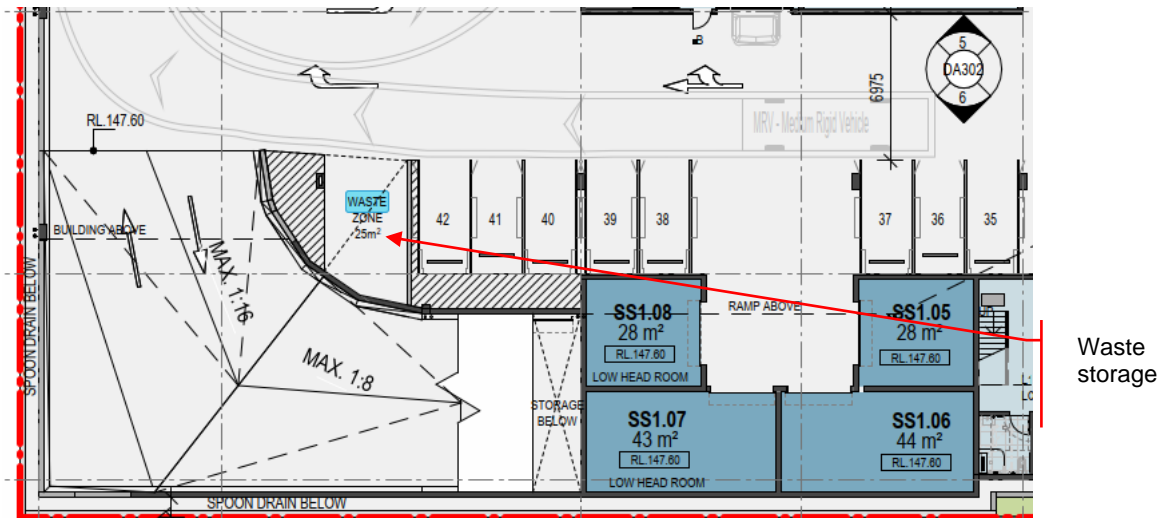 5
DA302
6
B
6975
MRV - Medium Rigid Vehicle
RL.147.60
WASTE
ZONE
25m²
42
41
40
39
38
37
36
35
BUILDING ABOVE
MAX. 1:16
SPOON DRAIN BELOW
MAX. 1:8
STORAGE
BELOW
SS1.08
28 m²
RL.147.60
LOW HEAD ROOM
RAMP ABOVE
SS1.05
28 m²
RL.147.60
UP
SS1.07
43 m²
RL.147.60
LOW HEAD ROOM
SS1.06
44 m²
RL.147.60
LO
SPOON DRAIN BELOW
Waste
storage